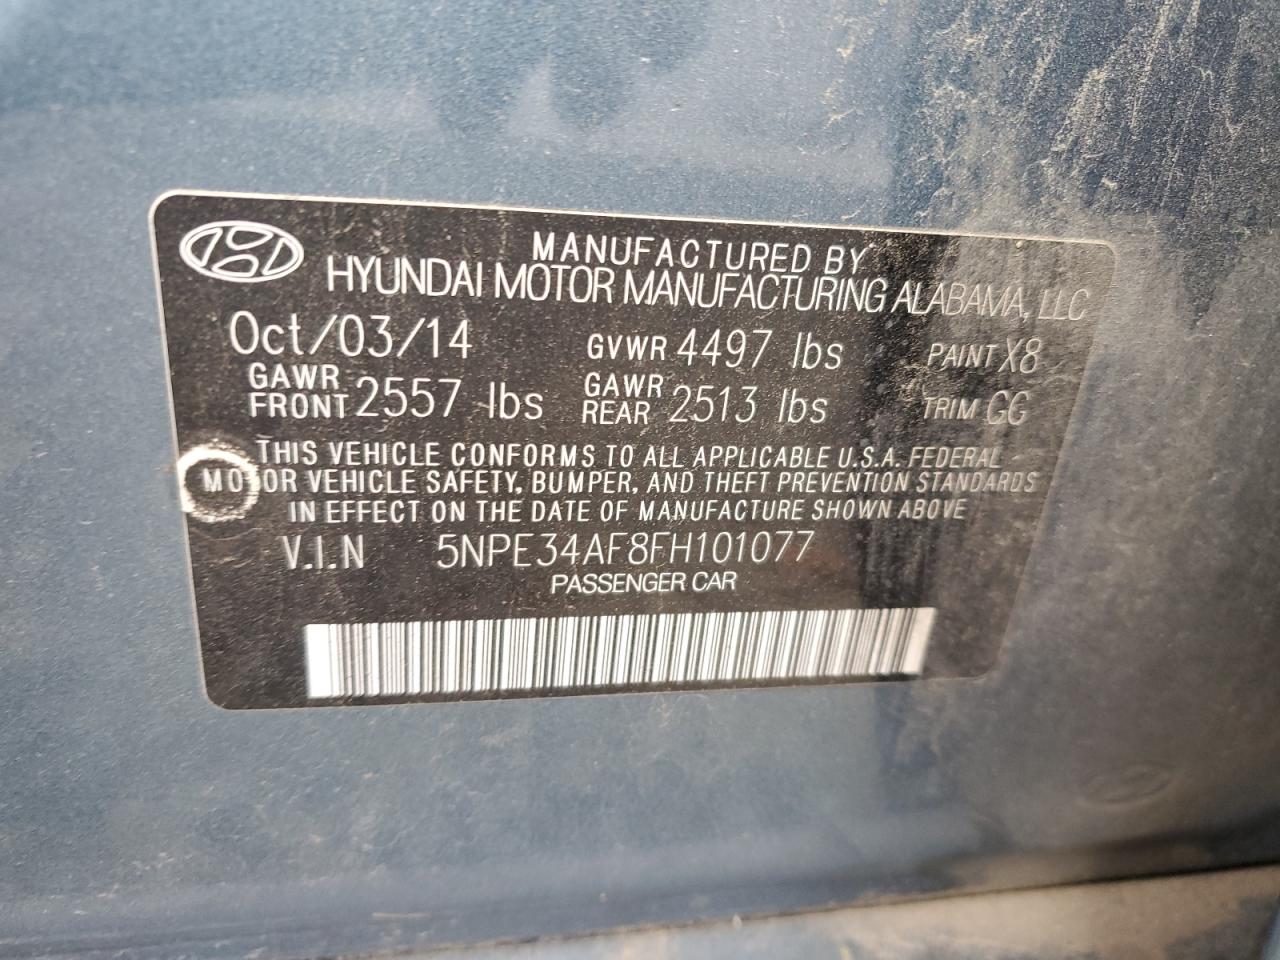 MANUFACTURED BY
HYUNDAI MOTOR MANUFACTURING ALABAMA, LLC
Oct/03/14 GVWR 4497 lbs PAINT X8
GAWR FRONT 2557 lbs GAWR REAR 2513 lbs TRIM GG
THIS VEHICLE CONFORMS TO ALL APPLICABLE U.S.A. FEDERAL
MOTOR VEHICLE SAFETY, BUMPER, AND THEFT PREVENTION STANDARDS
IN EFFECT ON THE DATE OF MANUFACTURE SHOWN ABOVE
V.I.N 5NPE34AF8FH101077
PASSENGER CAR